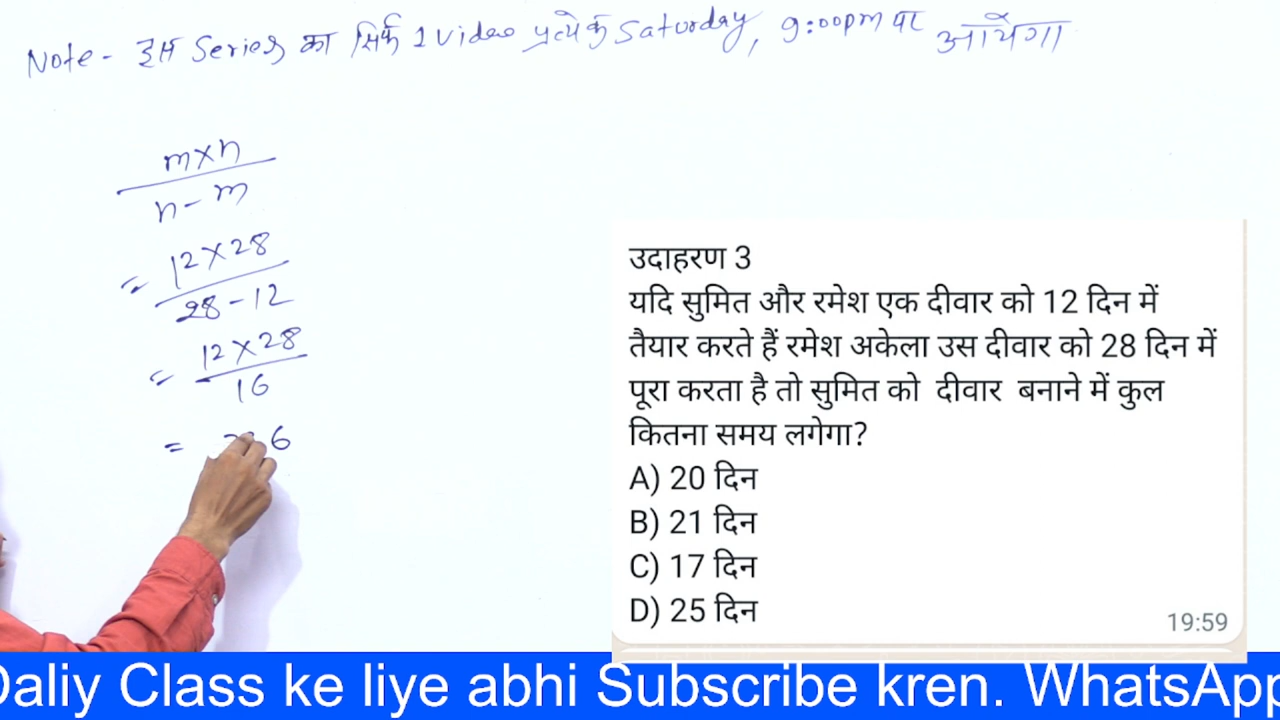 Note - इस Series का सिर्फ 1 Video प्रत्येक Saturday, 9:00pm पर आयेगा
m×n
n-m
= 12×28
28-12
= 12×28
16
= 6
उदाहरण 3
यदि सुमित और रमेश एक दीवार को 12 दिन में
तैयार करते हैं रमेश अकेला उस दीवार को 28 दिन में
पूरा करता है तो सुमित को दीवार बनाने में कुल
कितना समय लगेगा?
A) 20 दिन
B) 21 दिन
C) 17 दिन
D) 25 दिन
19:59
Daliy Class ke liye abhi Subscribe kren. WhatsApp